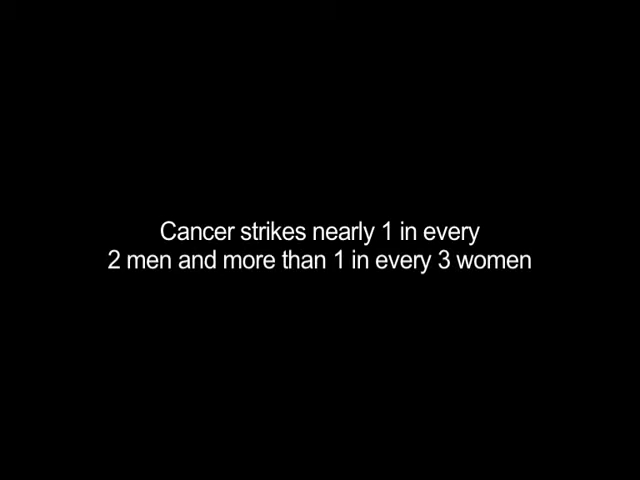 Cancer strikes nearly 1 in every
2 men and more than 1 in every 3 women